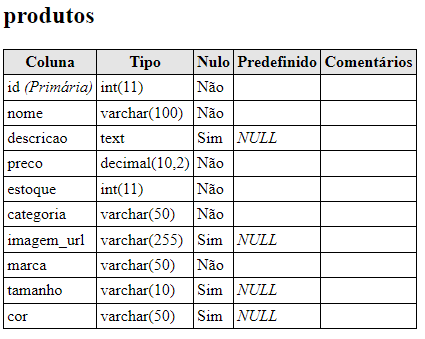 produtos
Coluna Tipo Nulo Predefinido Comentários
id (Primária) int(11) Não
nome varchar(100) Não
descricao text Sim NULL
preco decimal(10,2) Não
estoque int(11) Não
categoria varchar(50) Não
imagem_url varchar(255) Sim NULL
marca varchar(50) Não
tamanho varchar(10) Sim NULL
cor varchar(50) Sim NULL